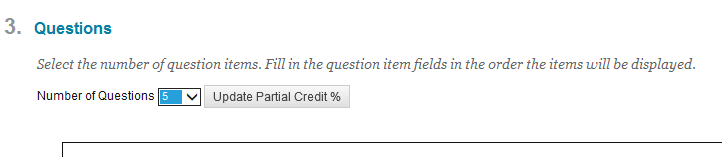 3. Questions
Select the number of question items. Fill in the question item fields in the order the items will be displayed.
Number of Questions 5 Update Partial Credit %